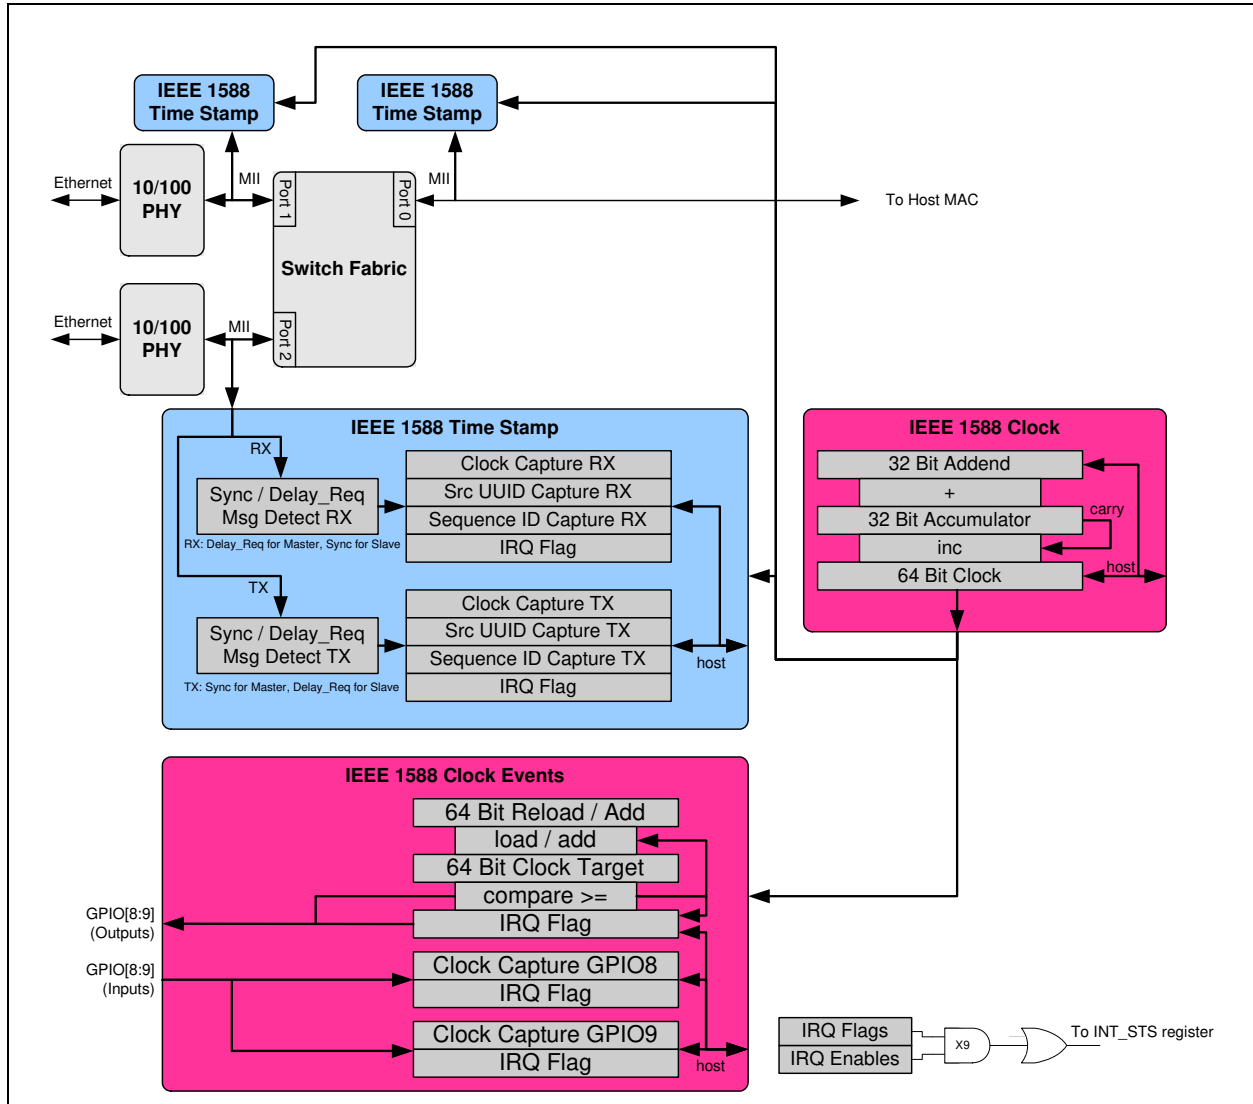 IEEE 1588
Time Stamp
IEEE 1588
Time Stamp
Ethernet
10/100
PHY
MII
Port 1
Port 0
MII
To Host MAC
Switch Fabric
Ethernet
10/100
PHY
MII
Port 2
IEEE 1588 Time Stamp
RX
Sync / Delay_Req
Msg Detect RX
RX: Delay_Req for Master, Sync for Slave
Clock Capture RX
Src UUID Capture RX
Sequence ID Capture RX
IRQ Flag
TX
Sync / Delay_Req
Msg Detect TX
TX: Sync for Master, Delay_Req for Slave
Clock Capture TX
Src UUID Capture TX
Sequence ID Capture TX
IRQ Flag
host
IEEE 1588 Clock
32 Bit Addend
+
32 Bit Accumulator
carry
inc
64 Bit Clock
host
IEEE 1588 Clock Events
64 Bit Reload / Add
load / add
64 Bit Clock Target
compare >=
IRQ Flag
GPIO[8:9]
(Outputs)
GPIO[8:9]
(Inputs)
Clock Capture GPIO8
IRQ Flag
Clock Capture GPIO9
IRQ Flag
host
IRQ Flags
IRQ Enables
X9
To INT_STS register